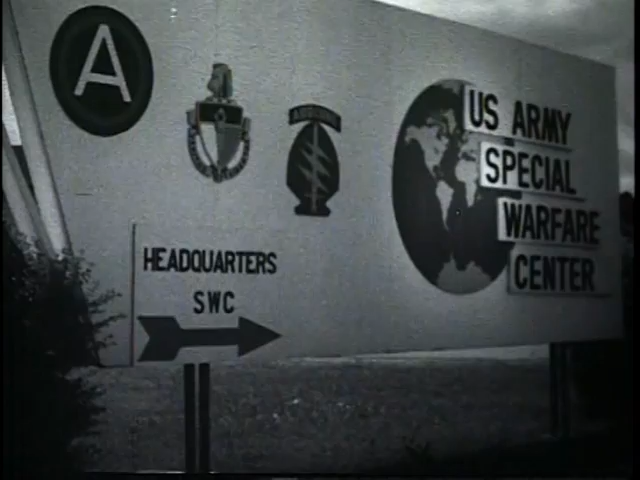 A
AIRBORNE
HEADQUARTERS
SWC
US ARMY
SPECIAL
WARFARE
CENTER